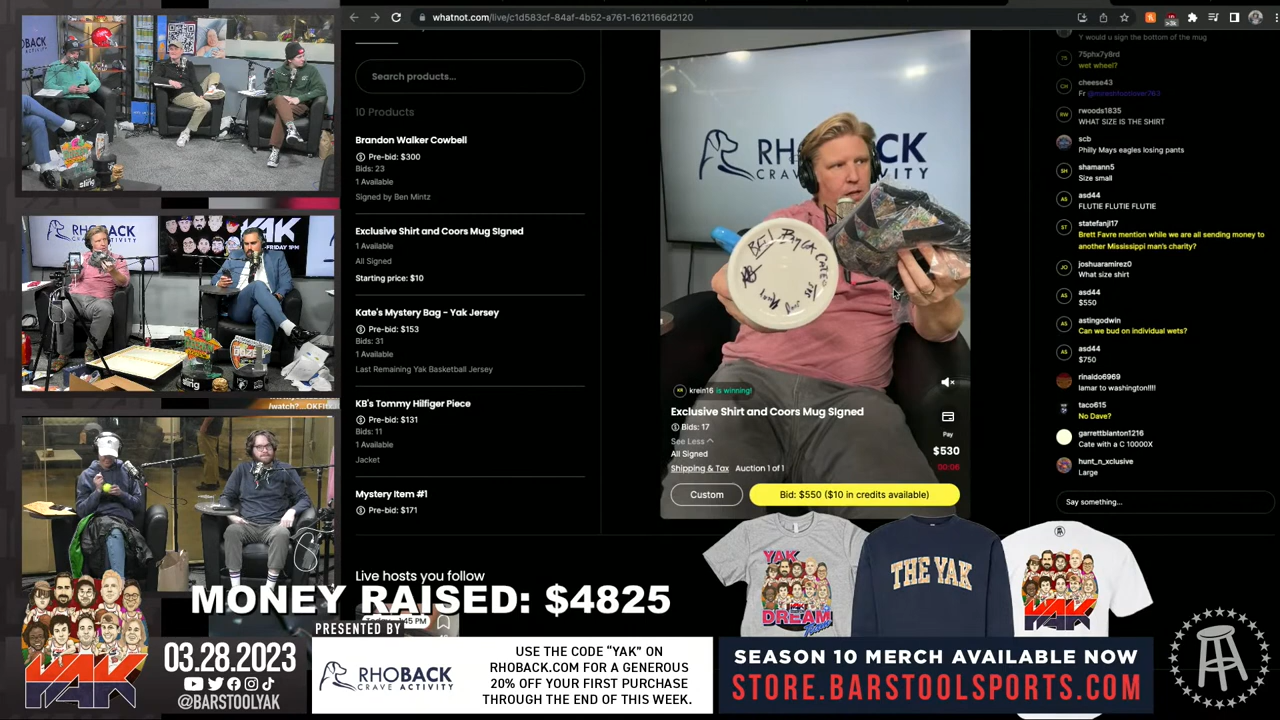 whatnot.com/live/c1d583cf-84af-4b52-a761-1621166d2120
Search products...
10 Products
Brandon Walker Cowbell
Pre-bid: $300
Bids: 23
1 Available
Signed by Ben Mintz
Exclusive Shirt and Coors Mug SIgned
1 Available
All Signed
Starting price: $10
Kate's Mystery Bag - Yak Jersey
Pre-bid: $153
Bids: 31
1 Available
Last Remaining Yak Basketball Jersey
KB's Tommy Hilfiger Piece
Pre-bid: $131
Bids: 11
1 Available
Jacket
Mystery Item #1
Pre-bid: $171
Live hosts you follow
RHOBACK
CRAVE ACTIVITY
krein16 is winning!
Exclusive Shirt and Coors Mug SIgned
Bids: 17
See Less
All Signed
Shipping & Tax
Auction 1 of 1
Pay
$530
00:06
Custom
Bid: $550 ($10 in credits available)
Y would u sign the bottom of the mug
75phx7y8rd
wet wheel?
cheese43
rwoods1835
WHAT SIZE IS THE SHIRT
scb
Philly Mays eagles losing pants
shamann5
Size small
asd44
FLUTIE FLUTIE FLUTIE
statefanjl17
Brett Favre mention while we are all sending money to
another Mississippi man's charity?
joshuaramirez0
What size shirt
asd44
$550
astingodwin
Can we bud on individual wets?
asd44
$750
rinaldo6969
lamar to washington!!!!
taco615
No Dave?
garrettblanton1216
Cate with a C 10000X
hunt_n_xclusive
Large
Say something...
MONEY RAISED: $4825
PRESENTED BY
YAK
03.28.2023
@BARSTOOLYAK
RHOBACK
CRAVE ACTIVITY
USE THE CODE "YAK" ON
RHOBACK.COM FOR A GENEROUS
20% OFF YOUR FIRST PURCHASE
THROUGH THE END OF THIS WEEK.
YAK
DREAM
THE YAK
YAK
SEASON 10 MERCH AVAILABLE NOW
STORE.BARSTOOLSPORTS.COM